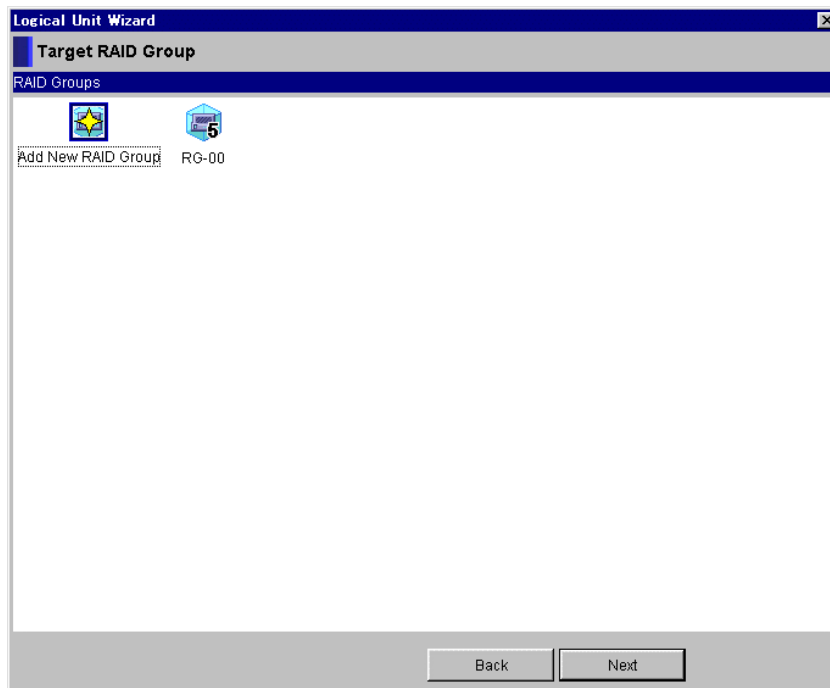 Logical Unit Wizard
Target RAID Group
RAID Groups
5
Add New RAID Group RG-00
Back Next